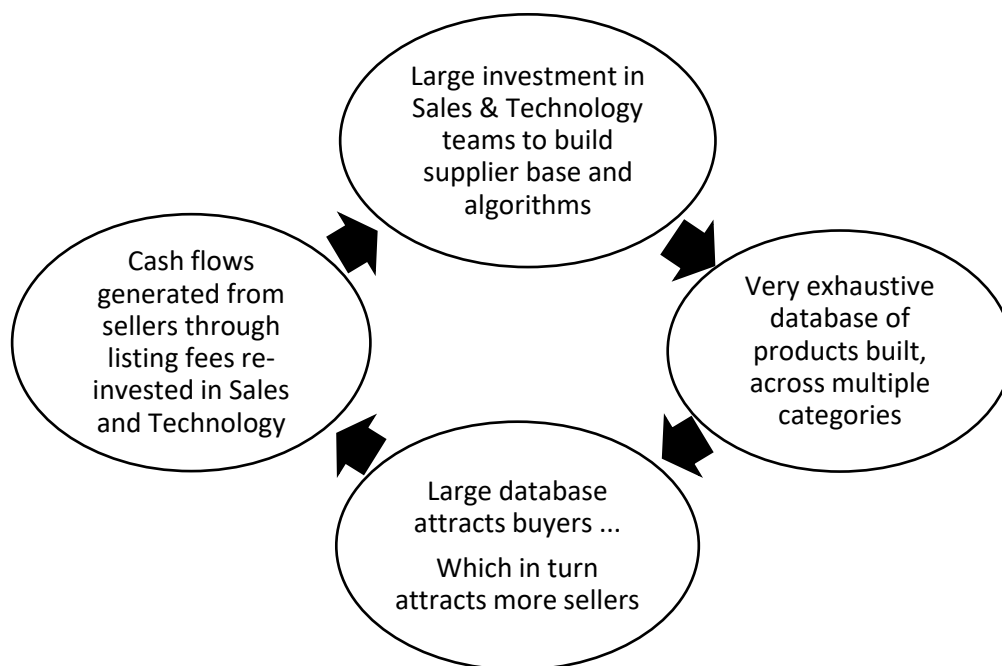 Large investment in
Sales & Technology
teams to build
supplier base and
algorithms
Very exhaustive
database of
products built,
across multiple
categories
Large database
attracts buyers ...
Which in turn
attracts more sellers
Cash flows
generated from
sellers through
listing fees re-
invested in Sales
and Technology